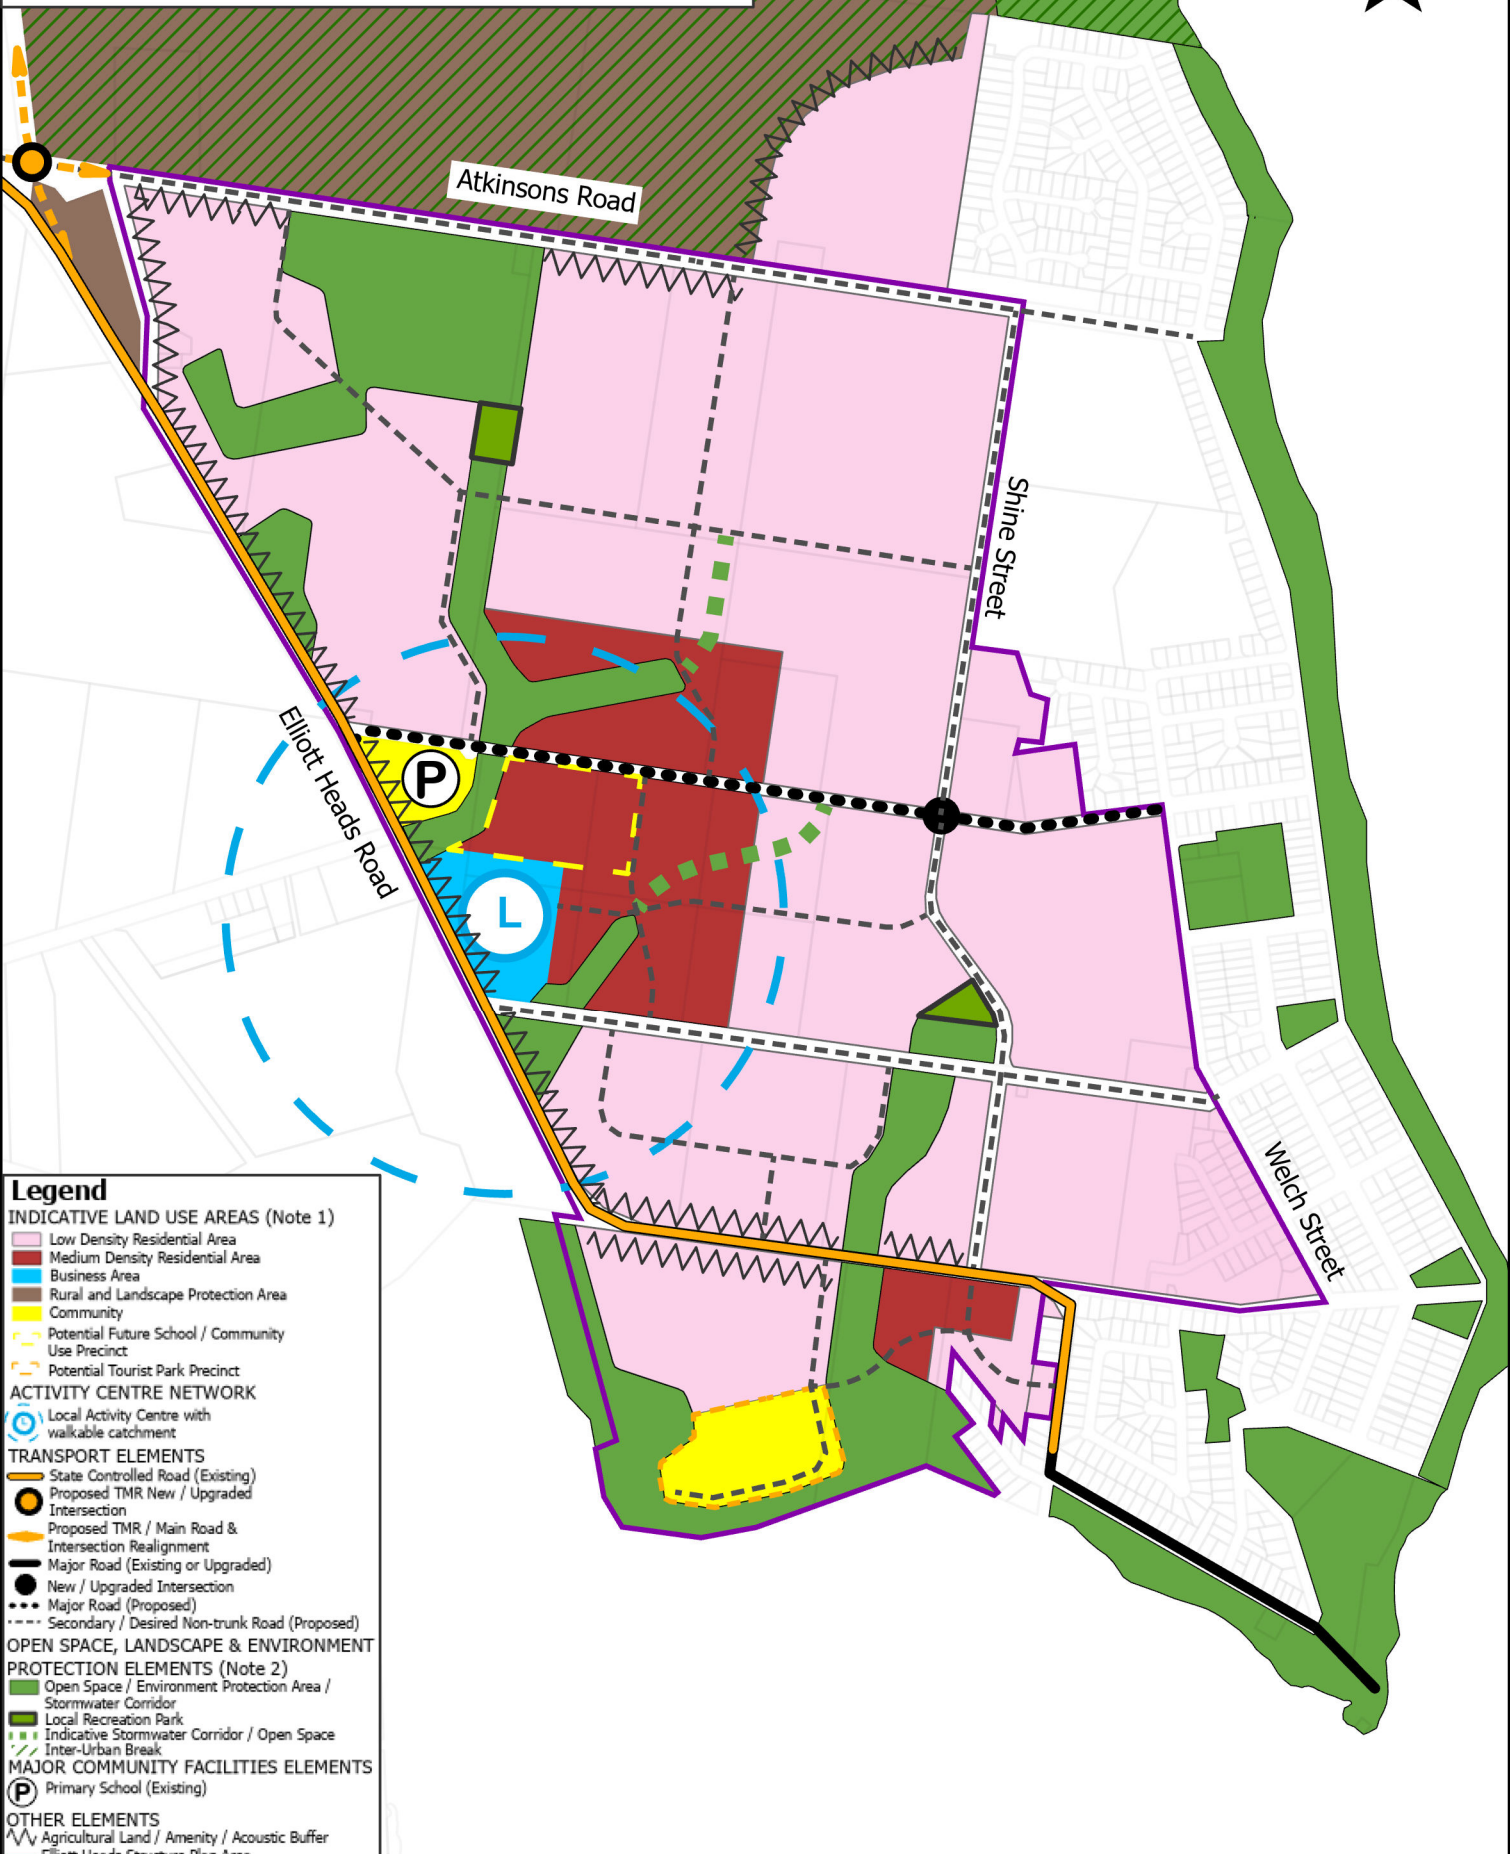 Atkinsons Road
Shine Street
Elliott Heads Road
P
L
Welch Street
Legend
INDICATIVE LAND USE AREAS (Note 1)
Low Density Residential Area
Medium Density Residential Area
Business Area
Rural and Landscape Protection Area
Community
Potential Future School / Community
Use Precinct
Potential Tourist Park Precinct
ACTIVITY CENTRE NETWORK
L
Local Activity Centre with
walkable catchment
TRANSPORT ELEMENTS
State Controlled Road (Existing)
Proposed TMR New / Upgraded
Intersection
Proposed TMR / Main Road &
Intersection Realignment
Major Road (Existing or Upgraded)
New / Upgraded Intersection
Major Road (Proposed)
Secondary / Desired Non-trunk Road (Proposed)
OPEN SPACE, LANDSCAPE & ENVIRONMENT
PROTECTION ELEMENTS (Note 2)
Open Space / Environment Protection Area /
Stormwater Corridor
Local Recreation Park
Indicative Stormwater Corridor / Open Space
Inter-Urban Break
MAJOR COMMUNITY FACILITIES ELEMENTS
P Primary School (Existing)
OTHER ELEMENTS
Agricultural Land / Amenity / Acoustic Buffer
Elliott Heads Structure Plan Area